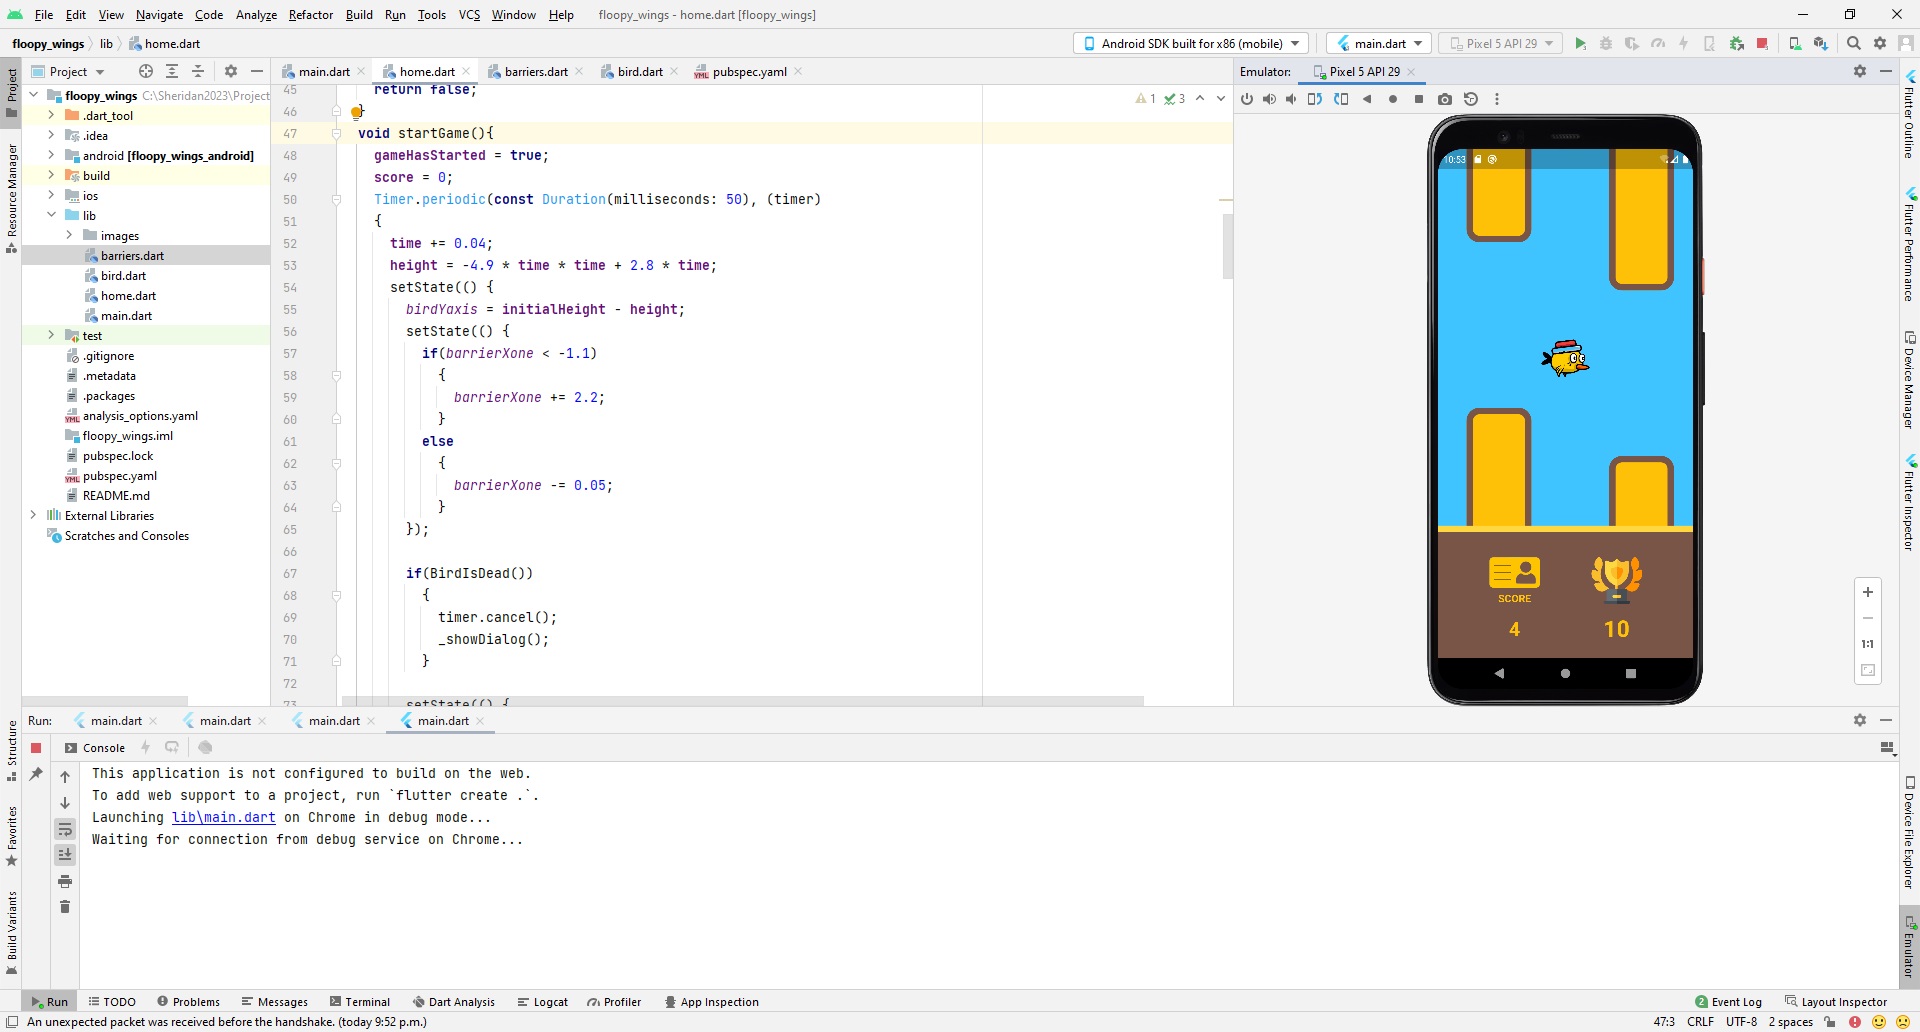 File Edit View Navigate Code Analyze Refactor Build Run Tools VCS Window Help floopy_wings - home.dart [floopy_wings]
floopy_wings lib home.dart Android SDK built for x86 (mobile) main.dart Pixel 5 API 29
Project main.dart home.dart barriers.dart bird.dart pubspec.yaml Emulator: Pixel 5 API 29
floopy_wings C:\Sheridan2023\Project
.dart_tool
.idea
android [floopy_wings_android]
build
ios
lib
images
barriers.dart
bird.dart
home.dart
main.dart
test
.gitignore
.metadata
.packages
analysis_options.yaml
floopy_wings.iml
pubspec.lock
pubspec.yaml
README.md
External Libraries
Scratches and Consoles
45 return false;
46 }
47 void startGame(){
48 gameHasStarted = true;
49 score = 0;
50 Timer.periodic(const Duration(milliseconds: 50), (timer)
51 {
52 time += 0.04;
53 height = -4.9 * time * time + 2.8 * time;
54 setState(() {
55 birdYaxis = initialHeight - height;
56 setState(() {
57 if(barrierXone < -1.1)
58 {
59 barrierXone += 2.2;
60 }
61 else
62 {
63 barrierXone -= 0.05;
64 }
65 });
66
67 if(BirdIsDead())
68 {
69 timer.cancel();
70 _showDialog();
71 }
72
73 setState(() {
1 3
10:53
SCORE
4 10
1:1
Run: main.dart main.dart main.dart main.dart
Console
This application is not configured to build on the web.
To add web support to a project, run `flutter create .`.
Launching lib\main.dart on Chrome in debug mode...
Waiting for connection from debug service on Chrome...
Project
Resource Manager
Structure
Favorites
Build Variants
Flutter Outline
Flutter Performance
Device Manager
Flutter Inspector
Device File Explorer
Emulator
Run TODO Problems Messages Terminal Dart Analysis Logcat Profiler App Inspection 2 Event Log Layout Inspector
An unexpected packet was received before the handshake. (today 9:52 p.m.) 47:3 CRLF UTF-8 2 spaces